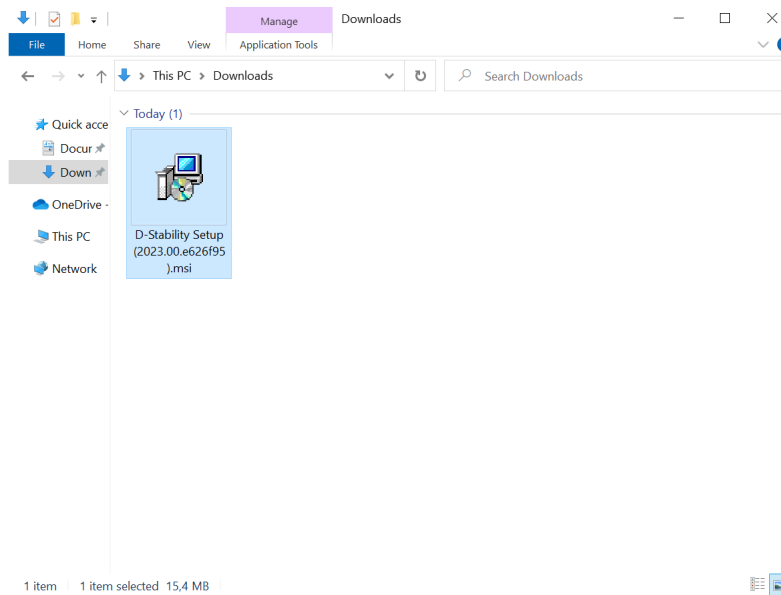 Manage
Downloads
File
Home
Share
View
Application Tools
This PC
Downloads
Search Downloads
Today (1)
Quick acce
Docur
Down
OneDrive -
This PC
Network
D-Stability Setup
(2023.00.e626f95
).msi
1 item
1 item selected 15,4 MB